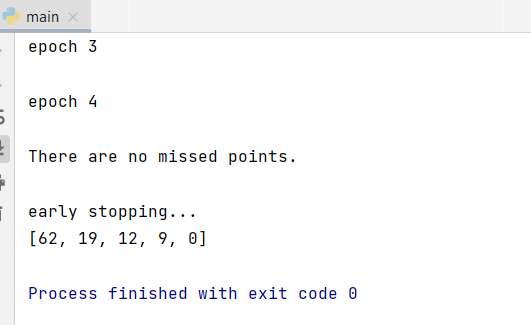 main
epoch 3
epoch 4
There are no missed points.
early stopping...
[62, 19, 12, 9, 0]
Process finished with exit code 0